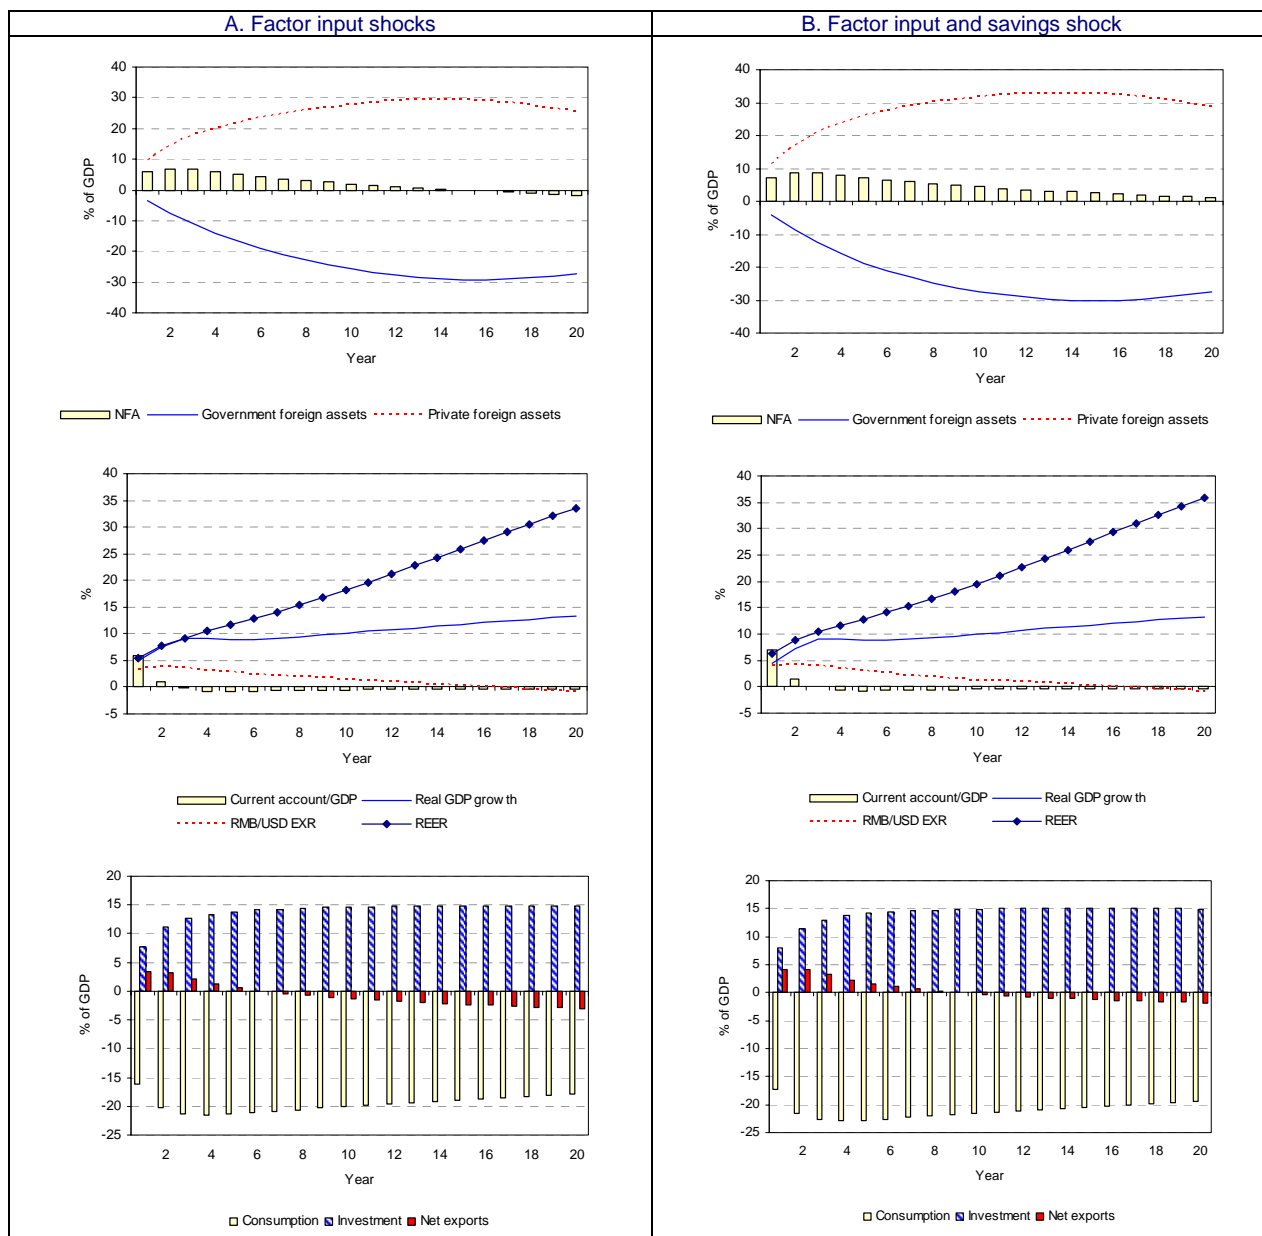 A. Factor input shocks
B. Factor input and savings shock
40
30
20
10
0
-10
-20
-30
-40
% of GDP
2 4 6 8 10 12 14 16 18 20
Year
NFA Government foreign assets Private foreign assets
40
30
20
10
0
-10
-20
-30
-40
% of GDP
2 4 6 8 10 12 14 16 18 20
Year
NFA Government foreign assets Private foreign assets
40
35
30
25
20
15
10
5
0
-5
%
2 4 6 8 10 12 14 16 18 20
Year
Current account/GDP Real GDP growth
RMB/USD EXR REER
40
35
30
25
20
15
10
5
0
-5
%
2 4 6 8 10 12 14 16 18 20
Year
Current account/GDP Real GDP growth
RMB/USD EXR REER
20
15
10
5
0
-5
-10
-15
-20
-25
% of GDP
2 4 6 8 10 12 14 16 18 20
Year
Consumption Investment Net exports
20
15
10
5
0
-5
-10
-15
-20
-25
% of GDP
2 4 6 8 10 12 14 16 18 20
Year
Consumption Investment Net exports